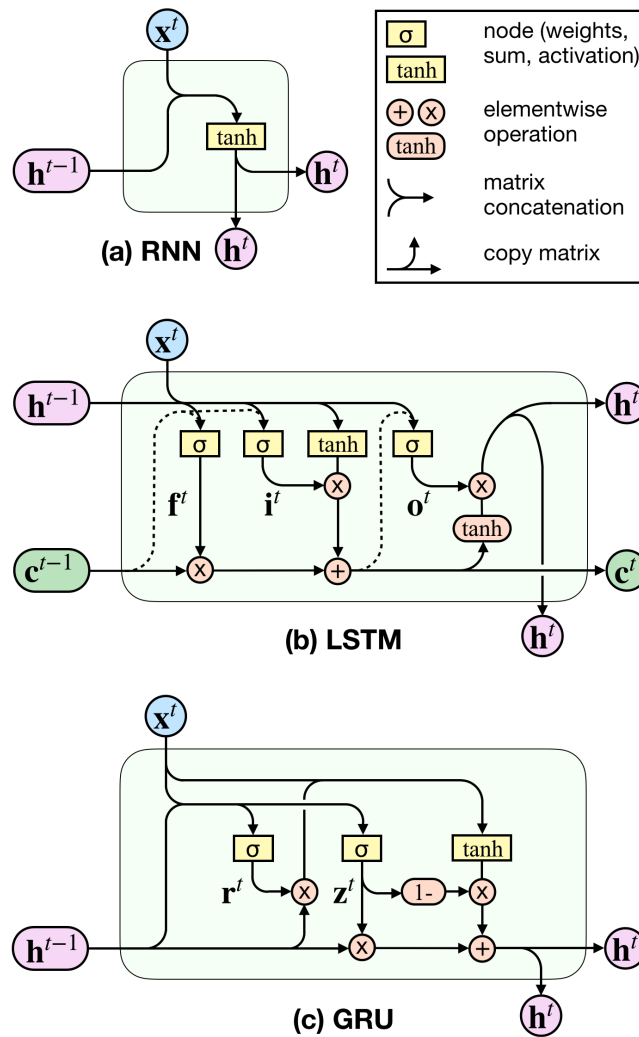 x^t
tanh
h^{t-1}
h^t
h^t
(a) RNN
σ
node (weights,
tanh
sum, activation)
+ x
elementwise
tanh
operation
matrix
concatenation
copy matrix
x^t
h^{t-1}
h^t
σ σ tanh σ
x
x
f^t i^t o^t
tanh
c^{t-1}
x + c^t
h^t
(b) LSTM
x^t
σ σ tanh
r^t x z^t 1- x
h^{t-1}
x + h^t
h^t
(c) GRU